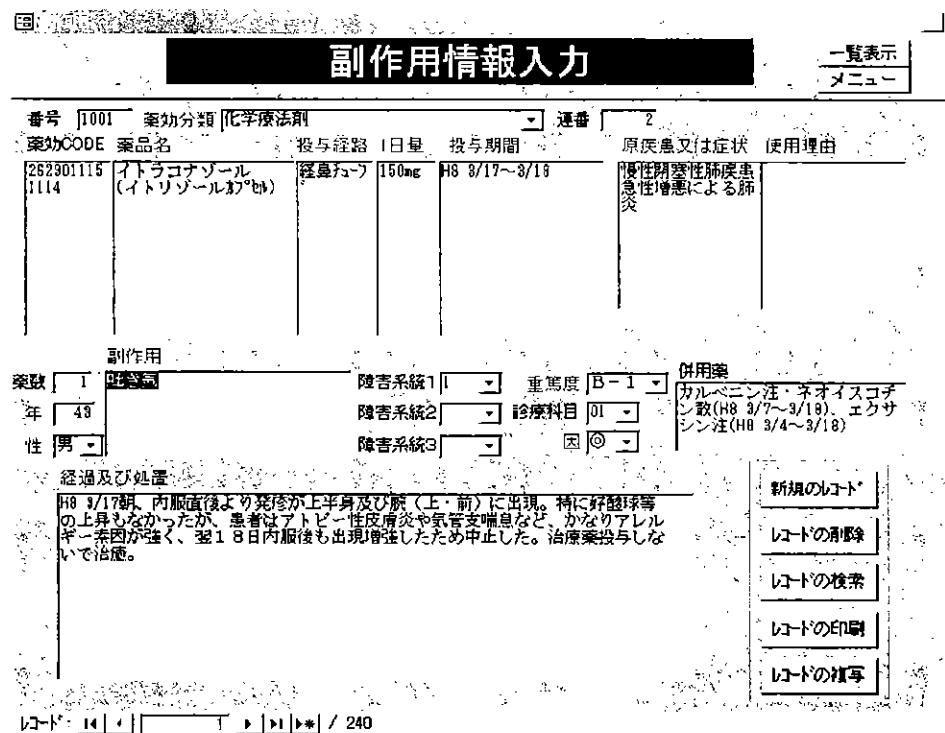 副作用情報入力
一覧表示
メニュー
番号 1001 薬効分類 化学療法剤 連番 2
薬効CODE 薬品名 投与経路 1日量 投与期間 原疾患又は症状 使用理由
262901115 イトラコナゾール 経鼻チューブ 150mg H8 3/17~3/18 慢性閉塞性肺疾患
1114 (イトリゾールカプセル) 急性増悪による肺
炎
副作用
薬数 1 吐き気 障害系統1 1 重篤度 B-1
併用薬
年 43 障害系統2 診療科目 01
カルベニン注・ネオイスコチ
ン散(H8 3/7~3/18)、エクサ
シン注(H8 3/4~3/18)
性 男 障害系統3 因 ◎
経過及び処置
H8 3/17朝、内服直後より発疹が上半身及び腕(上・前)に出現。特に好酸球等
の上昇もなかったが、患者はアトピー性皮膚炎や気管支喘息など、かなりアレル
ギー素因が強く、翌18日内服後も出現増強したため中止した。治療薬投与しな
いで治癒。
新規のレコード
レコードの削除
レコードの検索
レコードの印刷
レコードの複写
レコード: 1 / 240